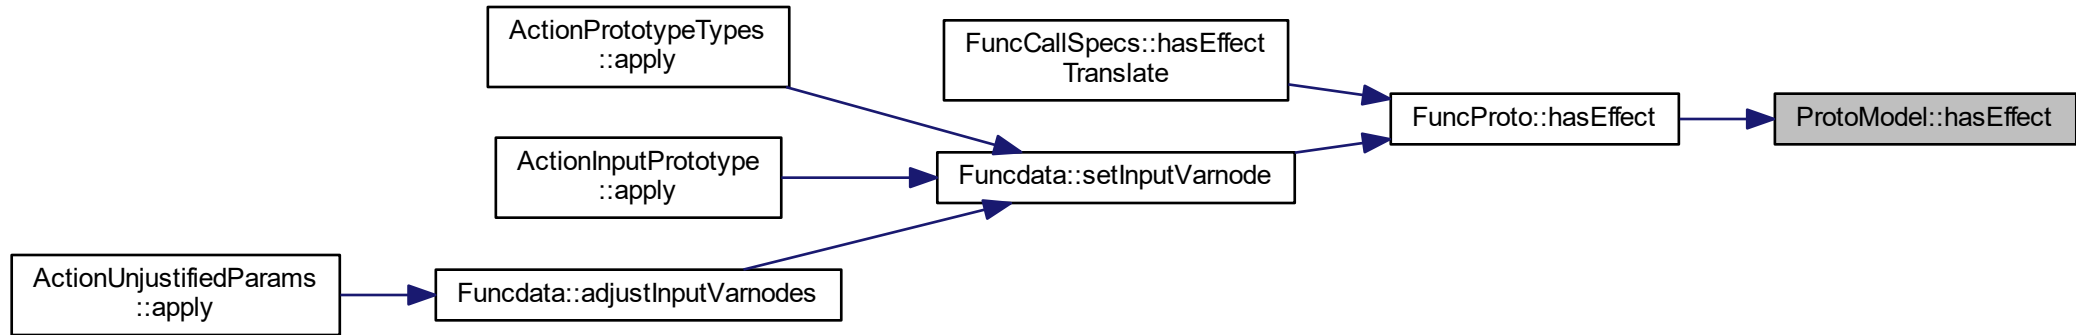 ActionPrototypeTypes
::apply
FuncCallSpecs::hasEffect
Translate
FuncProto::hasEffect
ProtoModel::hasEffect
ActionInputPrototype
::apply
Funcdata::setInputVarnode
ActionUnjustifiedParams
::apply
Funcdata::adjustInputVarnodes